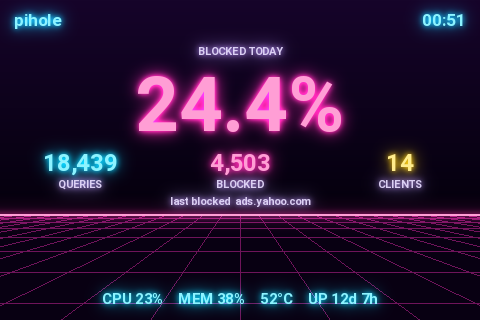 pihole 00:51
BLOCKED TODAY
24.4%
18,439 4,503 14
QUERIES BLOCKED CLIENTS
last blocked ads.yahoo.com
CPU 23% MEM 38% 52°C UP 12d 7h